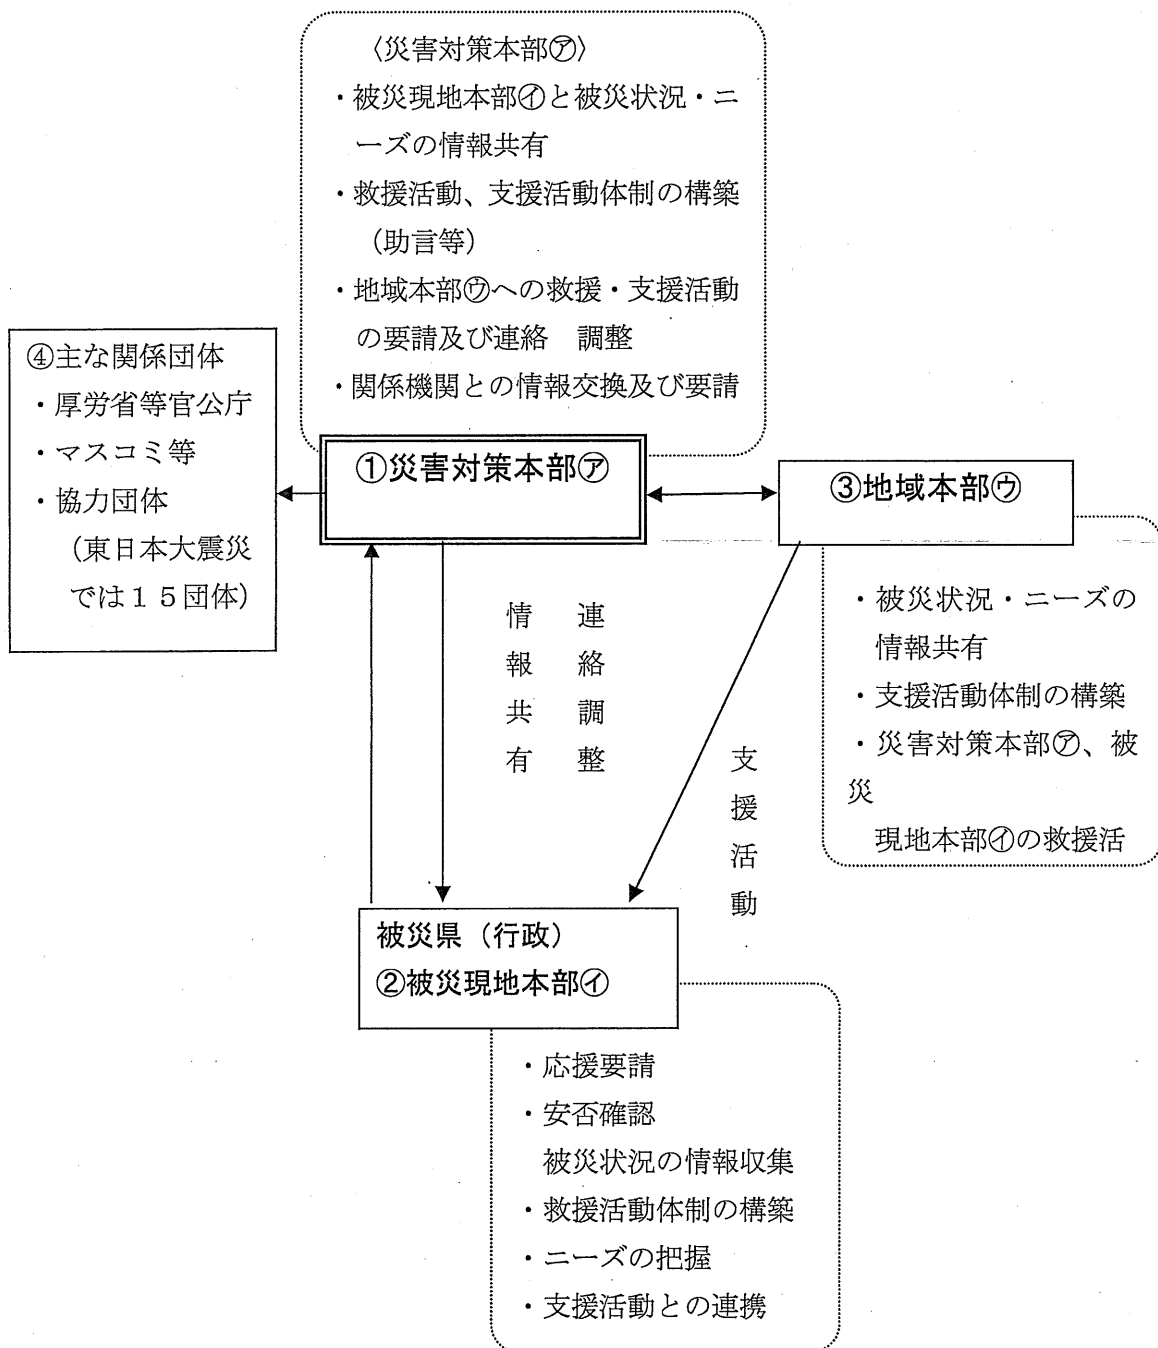 〈災害対策本部㋐〉
・被災現地本部㋑と被災状況・ニ
ーズの情報共有
・救援活動、支援活動体制の構築
（助言等）
・地域本部㋒への救援・支援活動
の要請及び連絡　調整
・関係機関との情報交換及び要請
④主な関係団体
・厚労省等官公庁
・マスコミ等
・協力団体
（東日本大震災
では１５団体）
①災害対策本部㋐
③地域本部㋒
・被災状況・ニーズの
情報共有
・支援活動体制の構築
・災害対策本部㋐、被
災
現地本部㋑の救援活
連絡調整
情報共有
支援活動
被災県（行政）
②被災現地本部㋑
・応援要請
・安否確認
被災状況の情報収集
・救援活動体制の構築
・ニーズの把握
・支援活動との連携